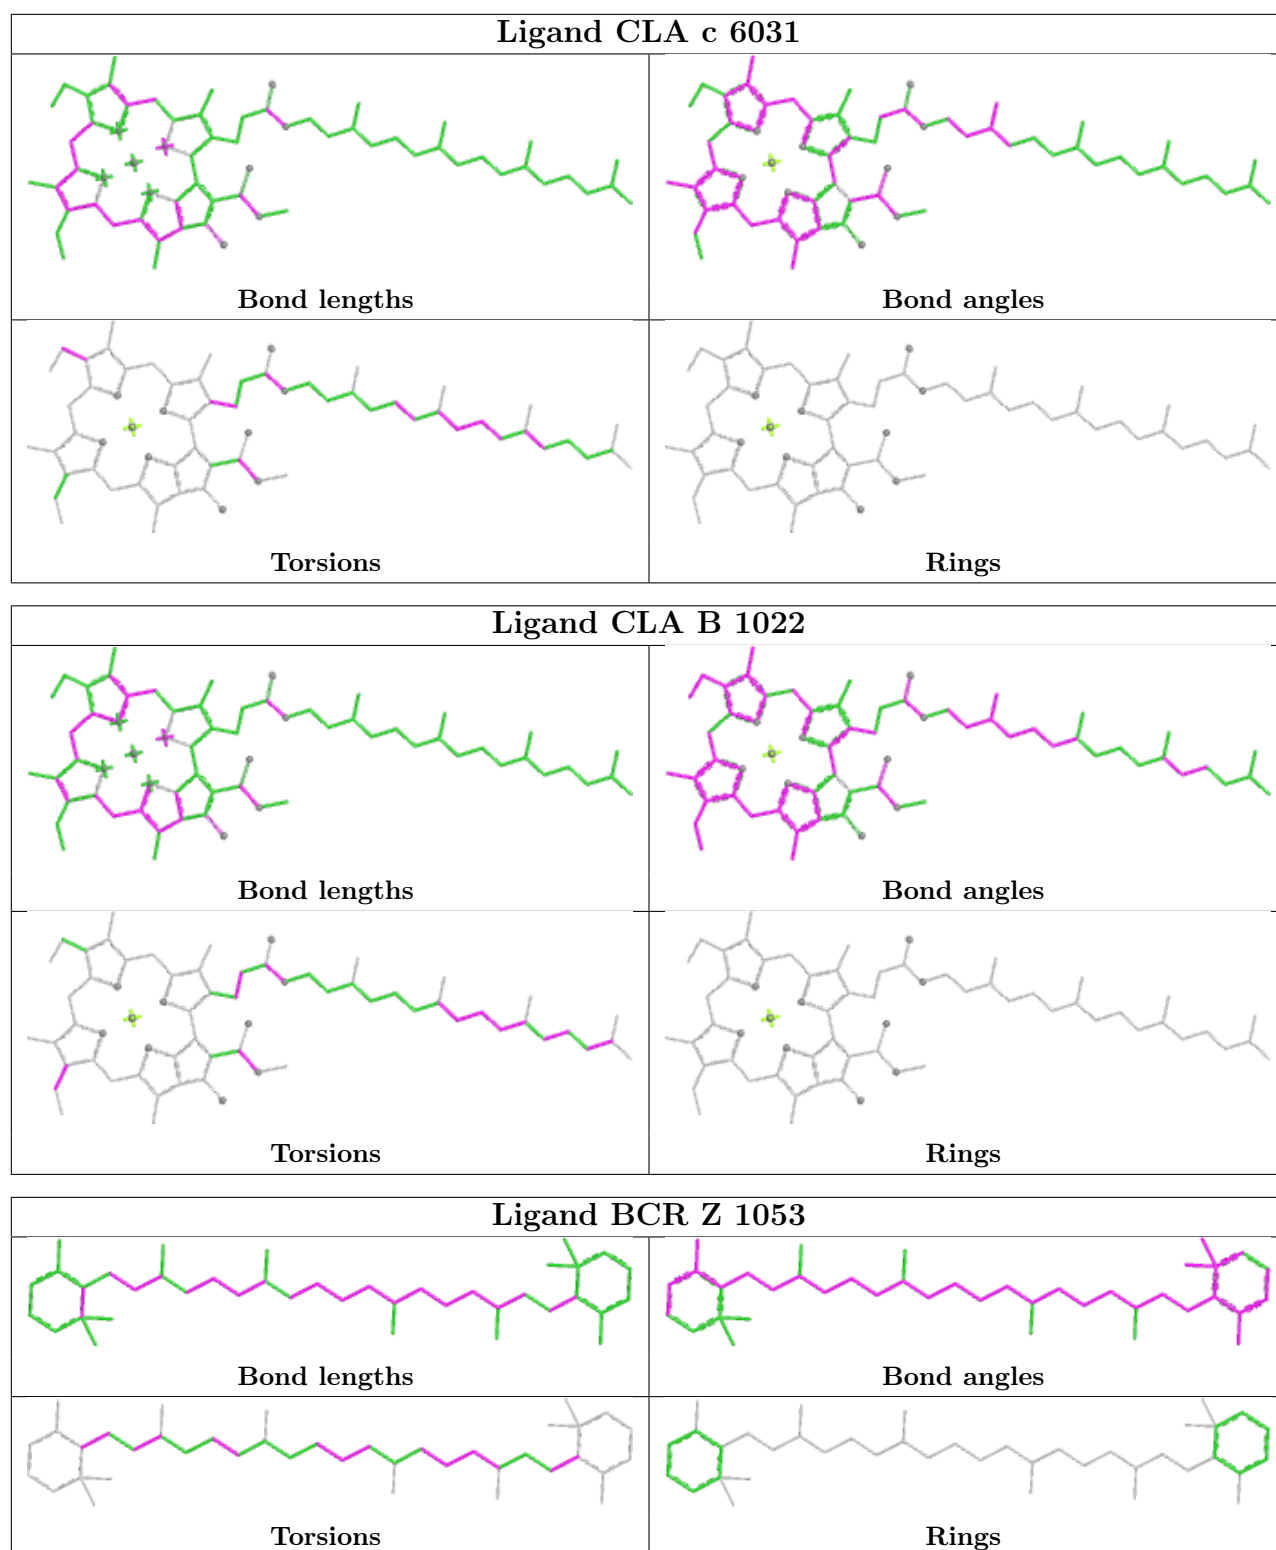 Ligand CLA c 6031
Bond lengths
Bond angles
Torsions
Rings
Ligand CLA B 1022
Bond lengths
Bond angles
Torsions
Rings
Ligand BCR Z 1053
Bond lengths
Bond angles
Torsions
Rings